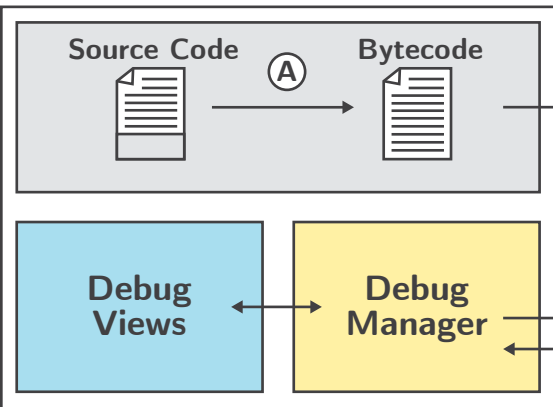 Source Code
Bytecode
A
Debug
Views
Debug
Manager